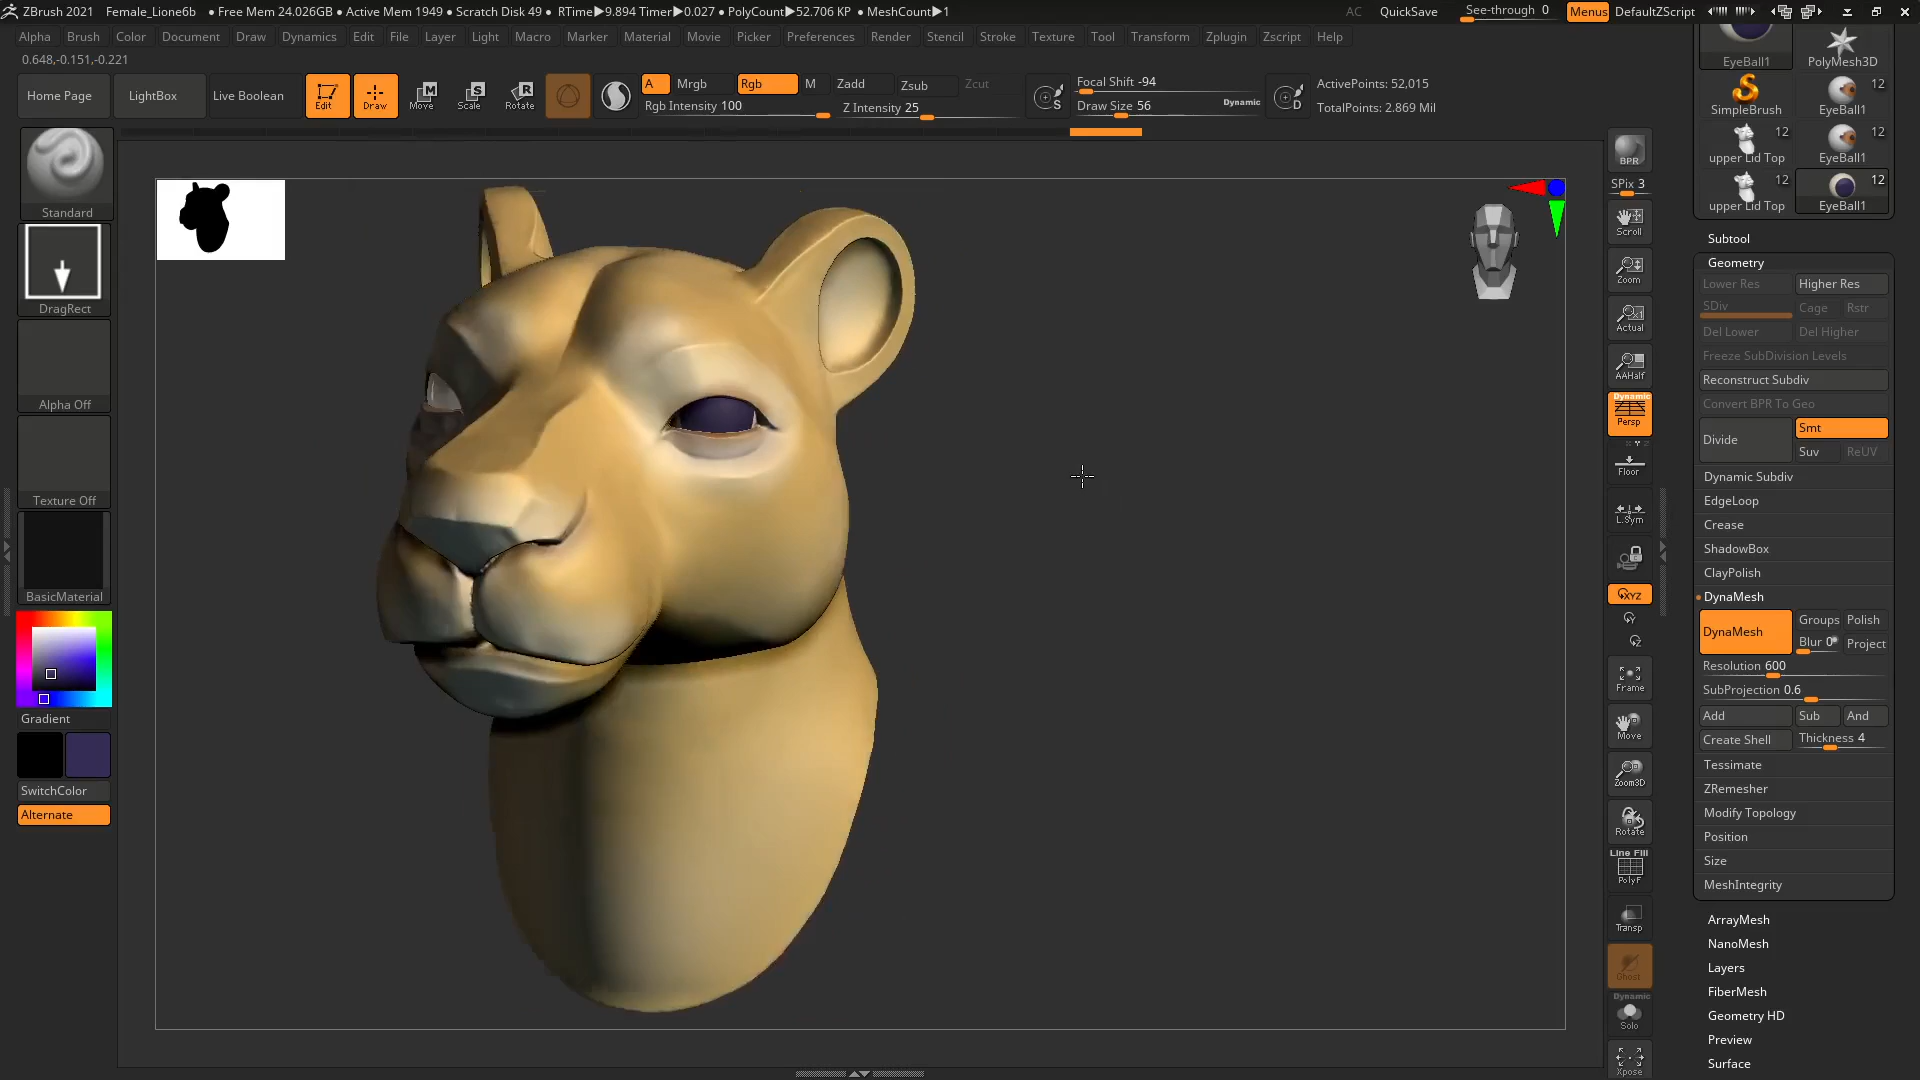 ZBrush 2021 Female_Lione6b • Free Mem 24.026GB • Active Mem 1949 • Scratch Disk 49 • RTime▶9.894 Timer▶0.027 • PolyCount▶52.706 KP • MeshCount▶1 AC QuickSave See-through 0 Menus DefaultZScript
Alpha Brush Color Document Draw Dynamics Edit File Layer Light Macro Marker Material Movie Picker Preferences Render Stencil Stroke Texture Tool Transform Zplugin Zscript Help
0.648,-0.151,-0.221
Home Page LightBox Live Boolean Edit Draw Move Scale Rotate
A Mrgb Rgb M Zadd Zsub Zcut
Rgb Intensity 100 Z Intensity 25
Focal Shift -94
Draw Size 56 Dynamic
ActivePoints: 52,015
TotalPoints: 2.869 Mil
Standard
DragRect
Alpha Off
Texture Off
BasicMaterial
Gradient
SwitchColor
Alternate
BPR
SPix 3
Scroll
Zoom
Actual
AAHalf
Dynamic
Persp
Floor
L.Sym
XYZ
Frame
Move
Zoom3D
Rotate
Line Fill
PolyF
Transp
Ghost
Dynamic
Solo
Xpose
EyeBall1 PolyMesh3D
SimpleBrush 12 EyeBall1
12 upper Lid Top 12 EyeBall1
12 upper Lid Top 12 EyeBall1
Subtool
Geometry
Lower Res Higher Res
SDiv Cage Rstr
Del Lower Del Higher
Freeze SubDivision Levels
Reconstruct Subdiv
Convert BPR To Geo
Divide Smt
Suv ReUV
Dynamic Subdiv
EdgeLoop
Crease
ShadowBox
ClayPolish
DynaMesh
DynaMesh Groups Polish
Blur 0 Project
Resolution 600
SubProjection 0.6
Add Sub And
Create Shell Thickness 4
Tessimate
ZRemesher
Modify Topology
Position
Size
MeshIntegrity
ArrayMesh
NanoMesh
Layers
FiberMesh
Geometry HD
Preview
Surface